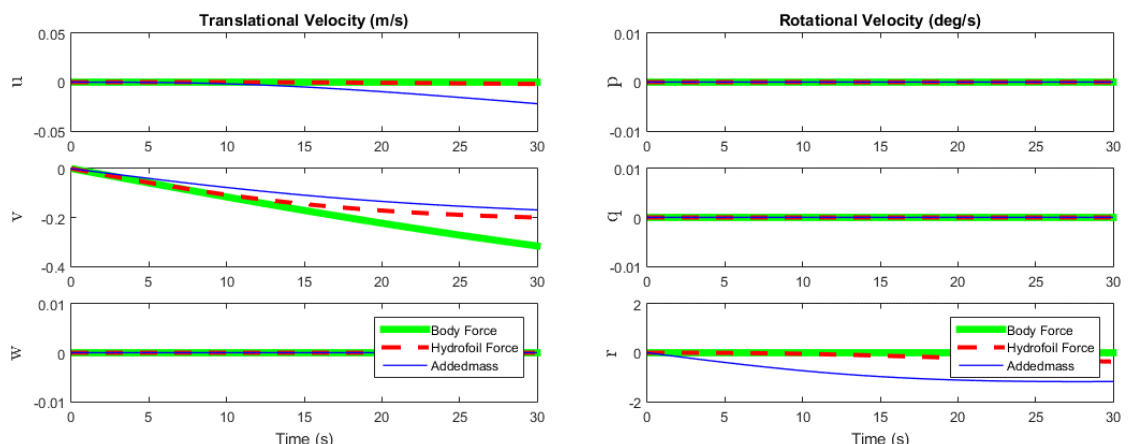 Translational Velocity (m/s)
0.05
u
0
-0.05
0 5 10 15 20 25 30
0
v
-0.2
-0.4
0 5 10 15 20 25 30
0.01
w
0
-0.01
0 5 10 15 20 25 30
Time (s)
Body Force
Hydrofoil Force
Addedmass
Rotational Velocity (deg/s)
0.01
p
0
-0.01
0 5 10 15 20 25 30
0.01
q
0
-0.01
0 5 10 15 20 25 30
2
r
0
-2
0 5 10 15 20 25 30
Time (s)
Body Force
Hydrofoil Force
Addedmass